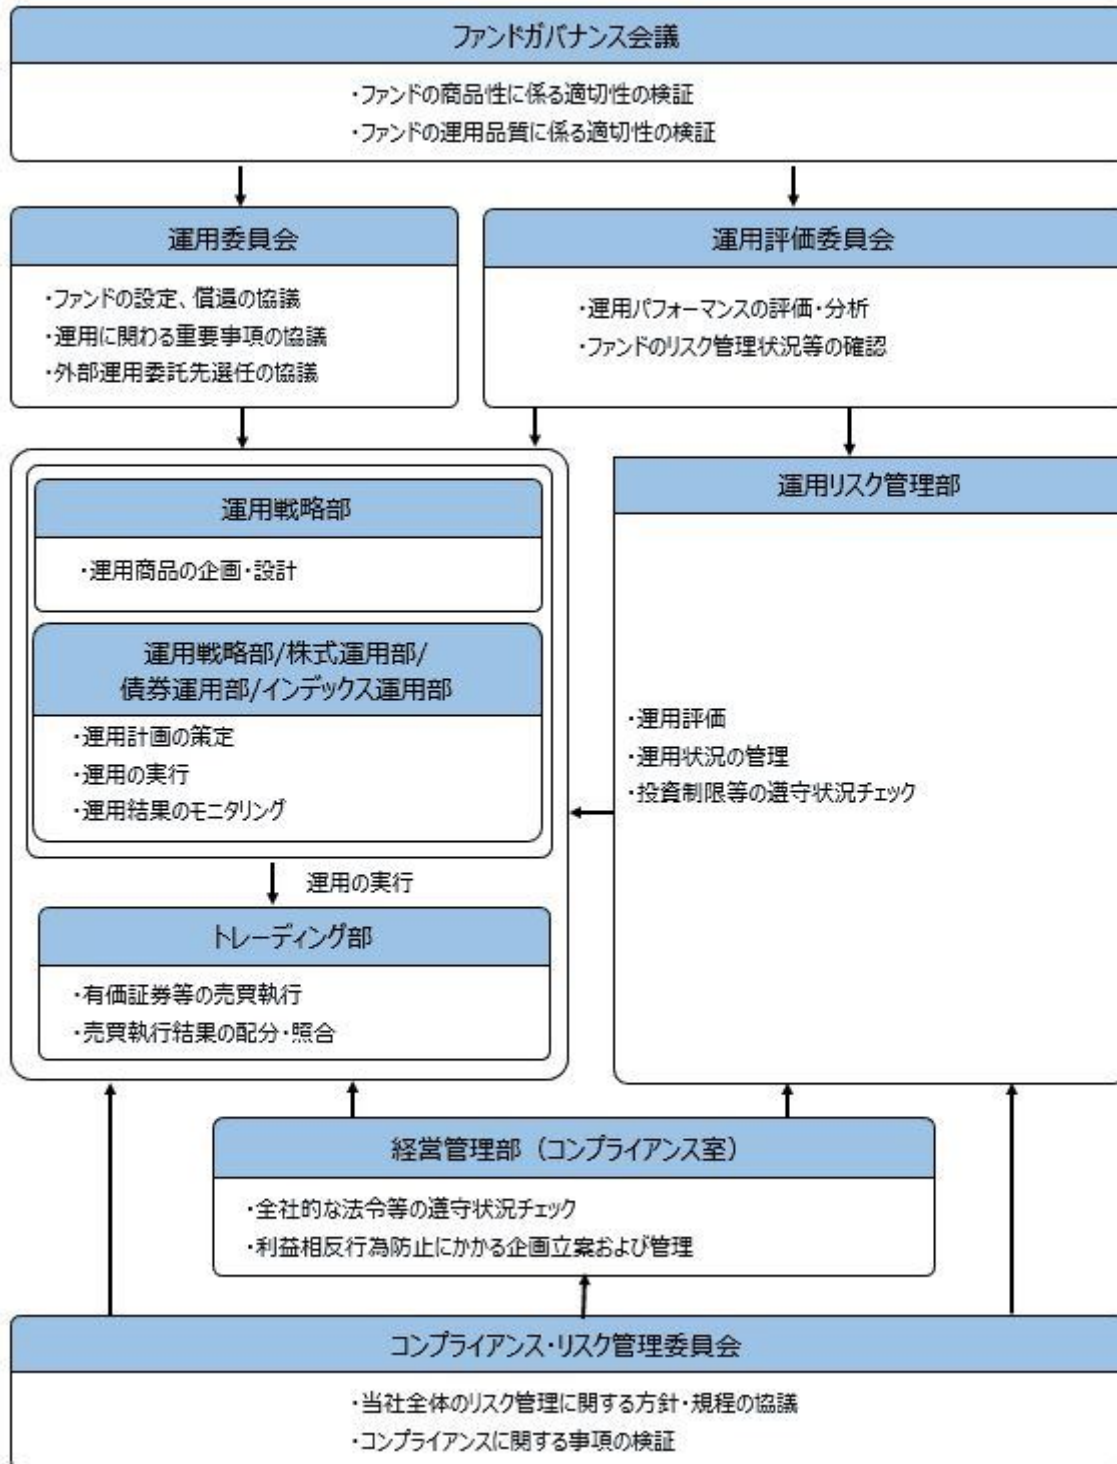 ファンドガバナンス会議
・ファンドの商品性に係る適切性の検証
・ファンドの運用品質に係る適切性の検証
運用委員会
・ファンドの設定、償還の協議
・運用に関わる重要事項の協議
・外部運用委託先選任の協議
運用評価委員会
・運用パフォーマンスの評価・分析
・ファンドのリスク管理状況等の確認
運用戦略部
・運用商品の企画・設計
運用戦略部/株式運用部/
債券運用部/インデックス運用部
・運用計画の策定
・運用の実行
・運用結果のモニタリング
運用の実行
トレーディング部
・有価証券等の売買執行
・売買執行結果の配分・照合
運用リスク管理部
・運用評価
・運用状況の管理
・投資制限等の遵守状況チェック
経営管理部（コンプライアンス室）
・全社的な法令等の遵守状況チェック
・利益相反行為防止にかかる企画立案および管理
コンプライアンス・リスク管理委員会
・当社全体のリスク管理に関する方針・規程の協議
・コンプライアンスに関する事項の検証